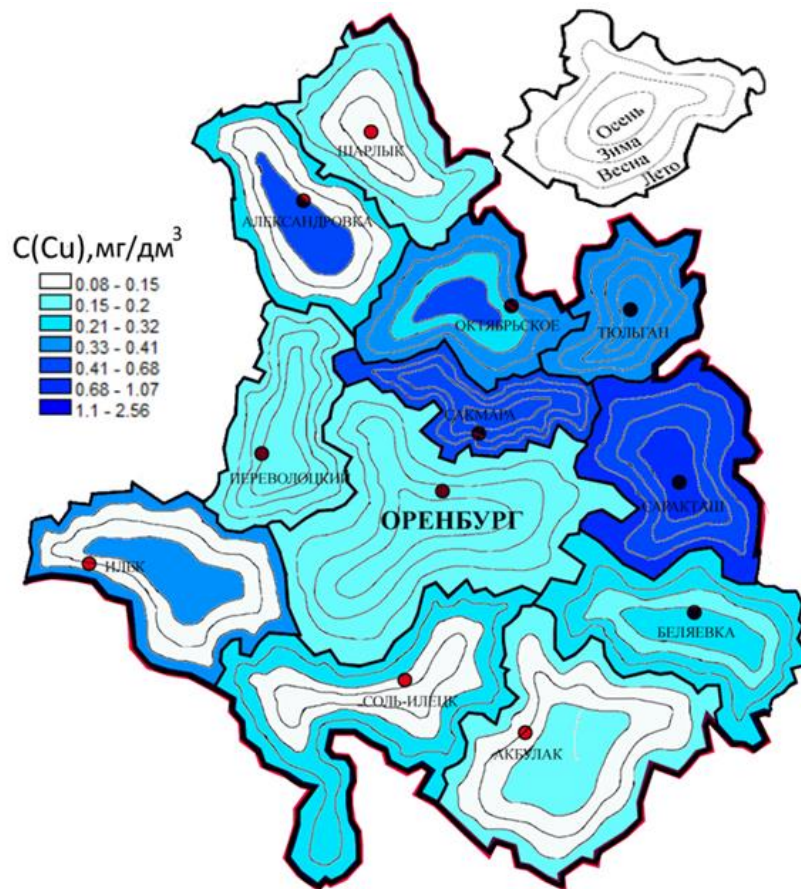 Осень
Зима
Весна
Лето
ШАРЛЫК
АЛЕКСАНДРОВКА
C(Cu),мг/дм³
0.08 - 0.15
0.15 - 0.2
0.21 - 0.32
0.33 - 0.41
0.41 - 0.68
0.68 - 1.07
1.1 - 2.56
ОКТЯБРЬСКОЕ
ТЮЛЬГАН
САКМАРА
ПЕРЕВОЛОЦКИЙ
ОРЕНБУРГ
САРАКТАШ
ИЛЕК
БЕЛЯЕВКА
СОЛЬ-ИЛЕЦК
АКБУЛАК